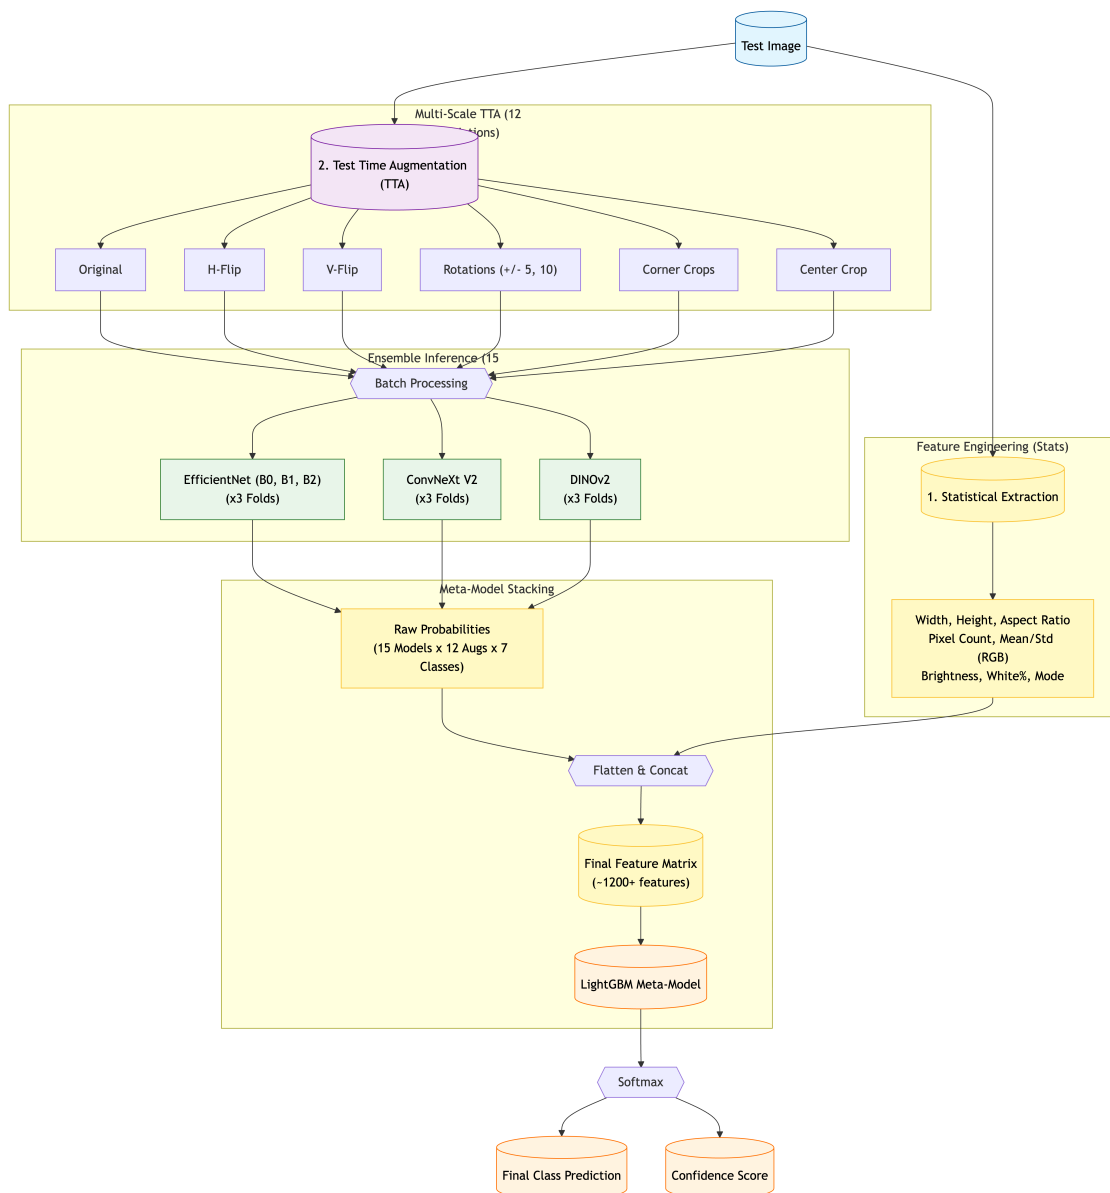 Test Image
Multi-Scale TTA (12
tions)
2. Test Time Augmentation
(TTA)
Original
H-Flip
V-Flip
Rotations (+/- 5, 10)
Corner Crops
Center Crop
Ensemble Inference (15
Batch Processing
EfficientNet (B0, B1, B2)
(x3 Folds)
ConvNeXt V2
(x3 Folds)
DINOv2
(x3 Folds)
Feature Engineering (Stats)
1. Statistical Extraction
Width, Height, Aspect Ratio
Pixel Count, Mean/Std
(RGB)
Brightness, White%, Mode
Meta-Model Stacking
Raw Probabilities
(15 Models x 12 Augs x 7
Classes)
Flatten & Concat
Final Feature Matrix
(~1200+ features)
LightGBM Meta-Model
Softmax
Final Class Prediction
Confidence Score